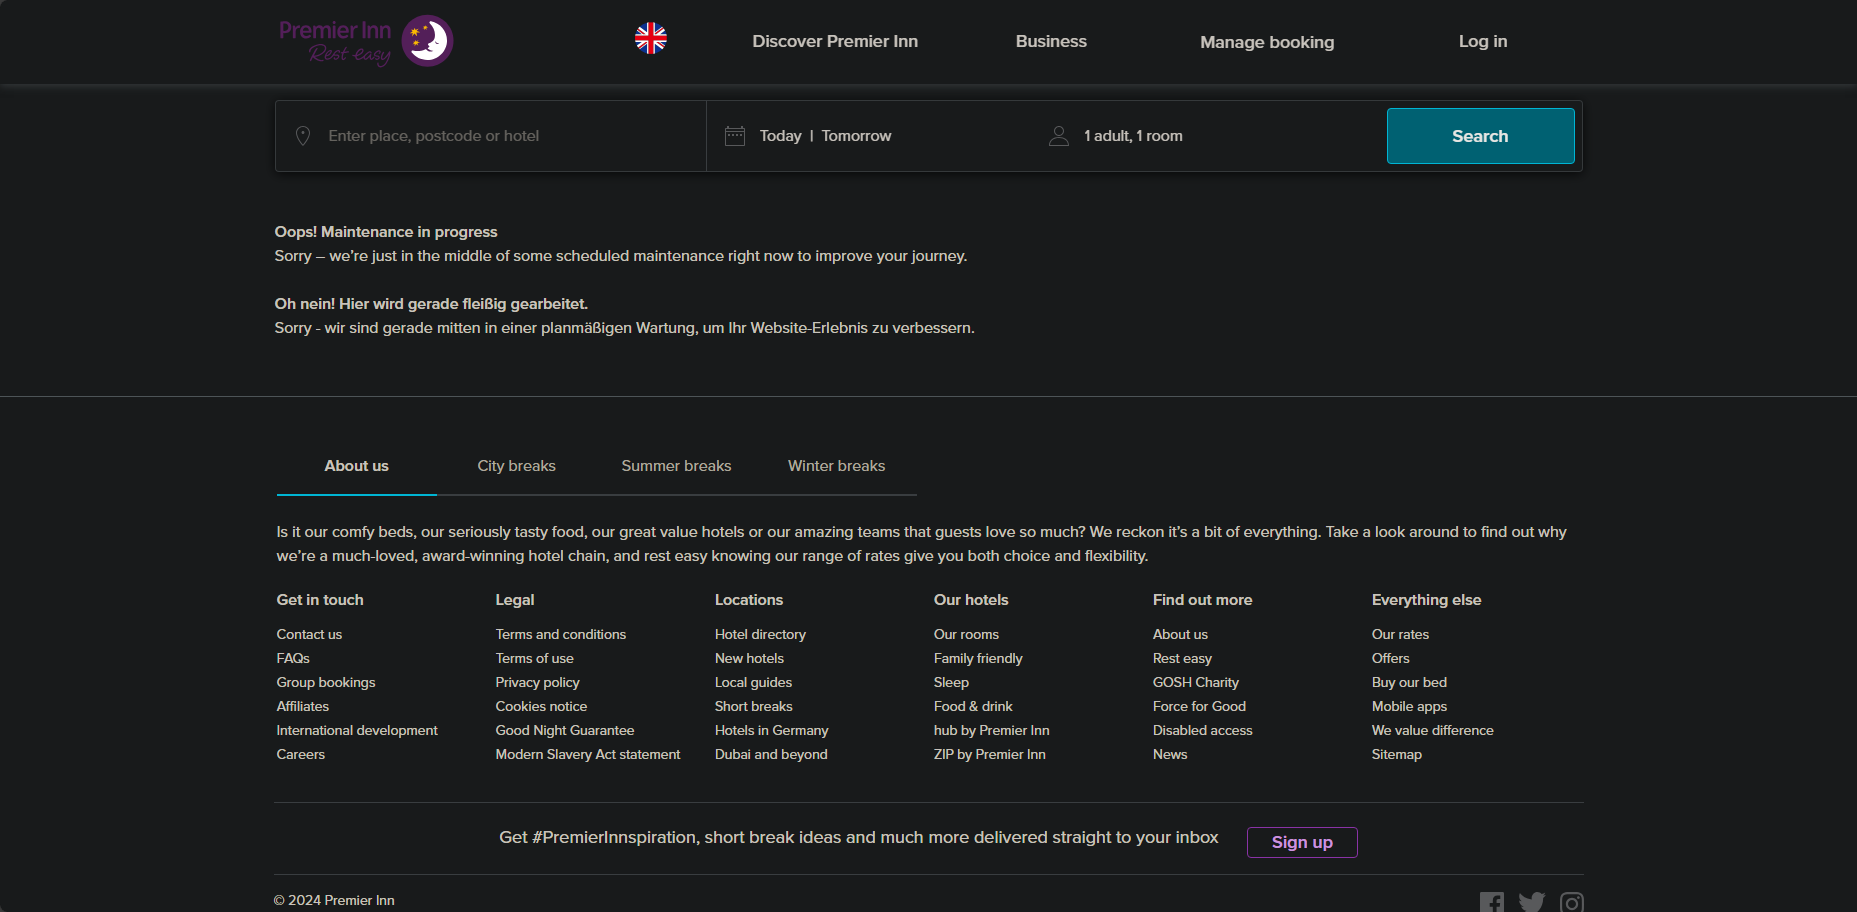 Premier Inn
Rest easy
Discover Premier Inn
Business
Manage booking
Log in
Enter place, postcode or hotel
Today | Tomorrow
1 adult, 1 room
Search
Oops! Maintenance in progress
Sorry – we're just in the middle of some scheduled maintenance right now to improve your journey.
Oh nein! Hier wird gerade fleißig gearbeitet.
Sorry - wir sind gerade mitten in einer planmäßigen Wartung, um Ihr Website-Erlebnis zu verbessern.
About us
City breaks
Summer breaks
Winter breaks
Is it our comfy beds, our seriously tasty food, our great value hotels or our amazing teams that guests love so much? We reckon it's a bit of everything. Take a look around to find out why
we're a much-loved, award-winning hotel chain, and rest easy knowing our range of rates give you both choice and flexibility.
Get in touch
Contact us
FAQs
Group bookings
Affiliates
International development
Careers
Legal
Terms and conditions
Terms of use
Privacy policy
Cookies notice
Good Night Guarantee
Modern Slavery Act statement
Locations
Hotel directory
New hotels
Local guides
Short breaks
Hotels in Germany
Dubai and beyond
Our hotels
Our rooms
Family friendly
Sleep
Food & drink
hub by Premier Inn
ZIP by Premier Inn
Find out more
About us
Rest easy
GOSH Charity
Force for Good
Disabled access
News
Everything else
Our rates
Offers
Buy our bed
Mobile apps
We value difference
Sitemap
Get #PremierInnspiration, short break ideas and much more delivered straight to your inbox
Sign up
© 2024 Premier Inn